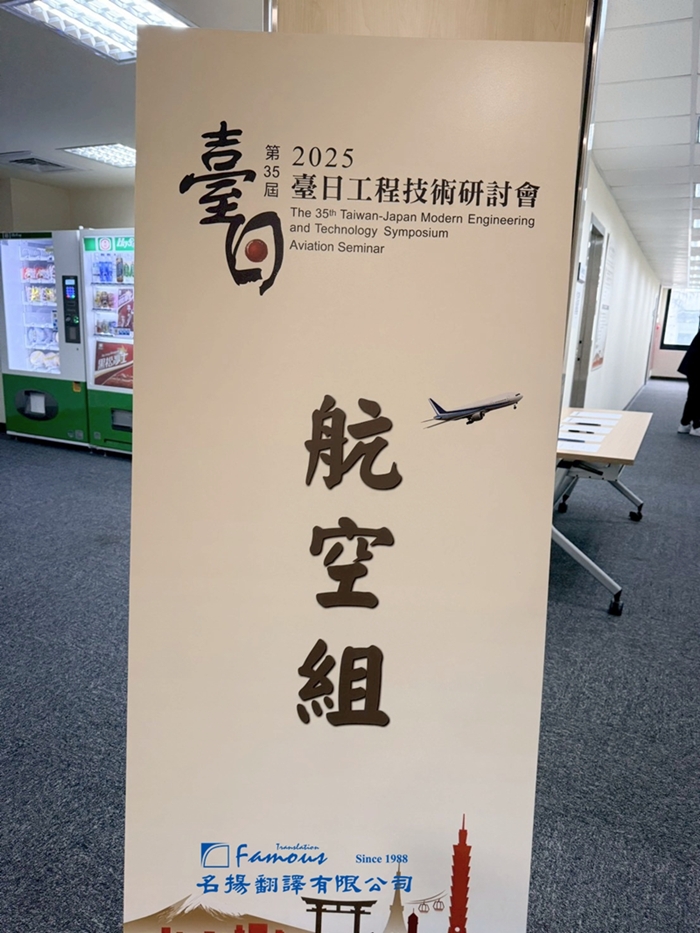 臺日
第35屆
2025
臺日工程技術研討會
The 35th Taiwan-Japan Modern Engineering
and Technology Symposium
Aviation Seminar
航空組
Translation
Famous
Since 1988
名揚翻譯有限公司